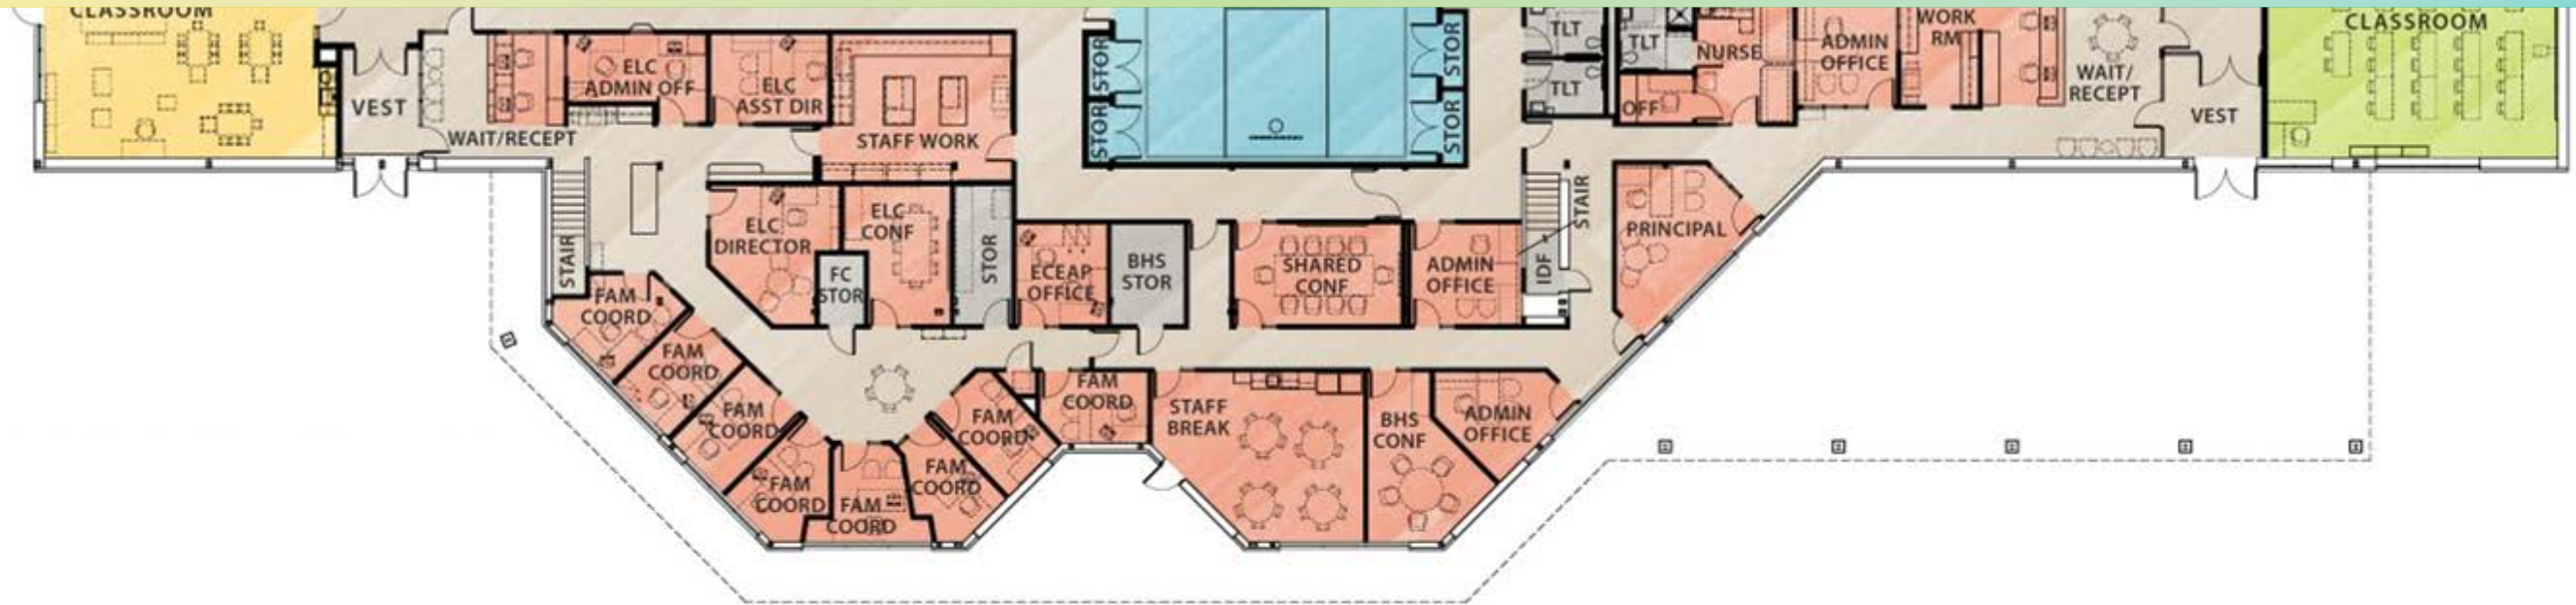 CLASSROOM
VEST
WAIT/RECEPT
ELC
ADMIN OFF
ELC
ASST DIR
STAFF WORK
STOR
STOR
STOR
STOR
TLT
TLT
TLT
NURSE
OFF
ADMIN
OFFICE
WORK
RM
WAIT/
RECEPT
VEST
CLASSROOM
STAIR
ELC
DIRECTOR
FC
STOR
ELC
CONF
STOR
ECEAP
OFFICE
BHS
STOR
SHARED
CONF
ADMIN
OFFICE
IDF
STAIR
PRINCIPAL
FAM
COORD
FAM
COORD
FAM
COORD
FAM
COORD
FAM
COORD
FAM
COORD
FAM
COORD
FAM
COORD
STAFF
BREAK
BHS
CONF
ADMIN
OFFICE